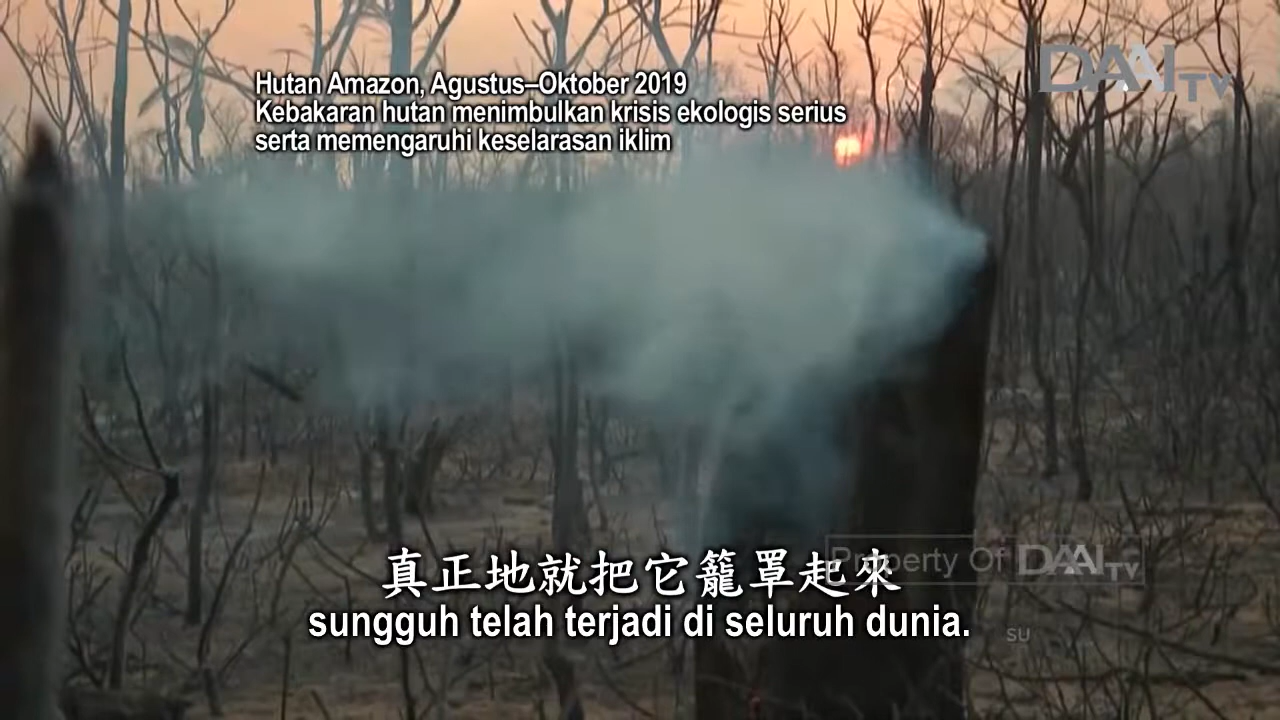 DAAI TV
Hutan Amazon, Agustus–Oktober 2019
Kebakaran hutan menimbulkan krisis ekologis serius
serta memengaruhi keselarasan iklim
真正地就把它籠罩起來
Property Of DAAI TV
sungguh telah terjadi di seluruh dunia.
SU